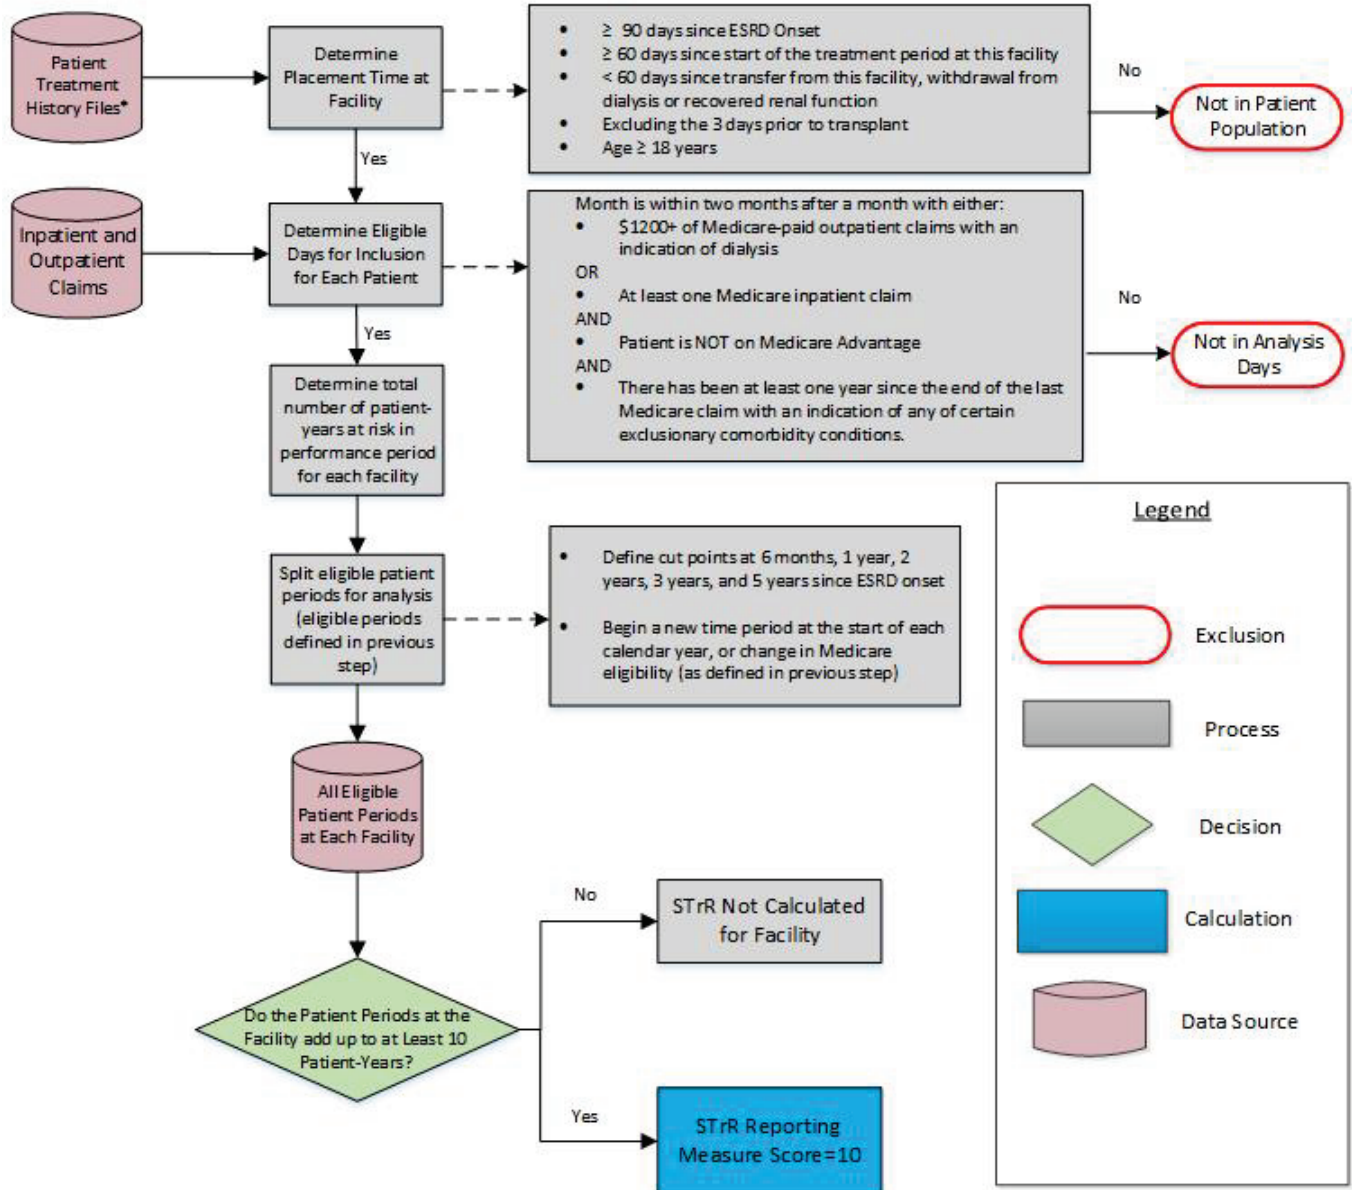 Patient
Treatment
History Files*
Determine
Placement Time at
Facility
• ≥ 90 days since ESRD Onset
• ≥ 60 days since start of the treatment period at this facility
• < 60 days since transfer from this facility, withdrawal from
dialysis or recovered renal function
• Excluding the 3 days prior to transplant
• Age ≥ 18 years
No
Not in Patient
Population
Yes
Inpatient and
Outpatient
Claims
Determine Eligible
Days for Inclusion
for Each Patient
Month is within two months after a month with either:
• $1200+ of Medicare-paid outpatient claims with an
indication of dialysis
OR
• At least one Medicare inpatient claim
AND
• Patient is NOT on Medicare Advantage
AND
• There has been at least one year since the end of the last
Medicare claim with an indication of any of certain
exclusionary comorbidity conditions.
No
Not in Analysis
Days
Yes
Determine total
number of patient-
years at risk in
performance period
for each facility
Split eligible patient
periods for analysis
(eligible periods
defined in previous
step)
• Define cut points at 6 months, 1 year, 2
years, 3 years, and 5 years since ESRD onset
• Begin a new time period at the start of each
calendar year, or change in Medicare
eligibility (as defined in previous step)
All Eligible
Patient Periods
at Each Facility
Do the Patient Periods at the
Facility add up to at Least 10
Patient-Years?
No
STrR Not Calculated
for Facility
Yes
STrR Reporting
Measure Score=10
Legend
Exclusion
Process
Decision
Calculation
Data Source